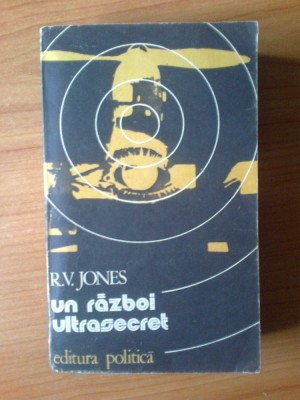 R.V. JONES
un război
ultrasecret
editura politică